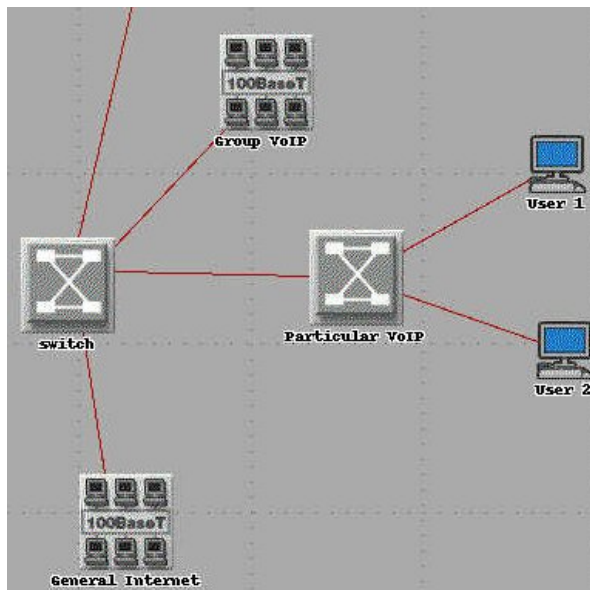 100BaseT
Group VoIP
User 1
switch
Particular VoIP
User 2
100BaseT
General Internet